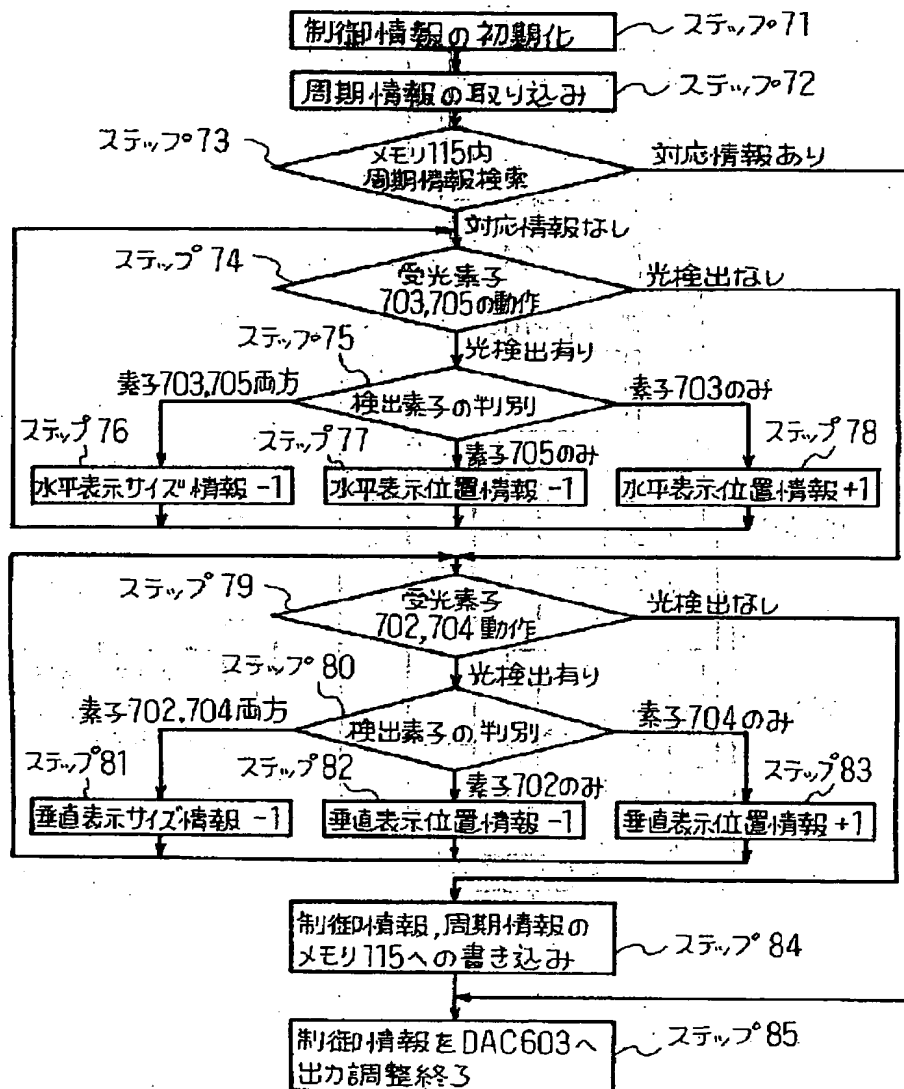 制御情報の初期化
ステップ71
周期情報の取り込み
ステップ72
ステップ73
メモリ115内
周期情報検索
対応情報あり
対応情報なし
ステップ74
受光素子
703,705の動作
光検出なし
ステップ75
光検出有り
素子703,705両方
検出素子の判別
素子703のみ
ステップ76
ステップ77
素子705のみ
ステップ78
水平表示サイズ情報-1
水平表示位置情報-1
水平表示位置情報+1
ステップ79
受光素子
702,704動作
光検出なし
ステップ80
光検出有り
素子702,704両方
検出素子の判別
素子704のみ
ステップ81
ステップ82
素子702のみ
ステップ83
垂直表示サイズ情報-1
垂直表示位置情報-1
垂直表示位置情報+1
制御情報,周期情報の
メモリ115への書き込み
ステップ84
制御情報をDAC603へ
出力調整終了
ステップ85